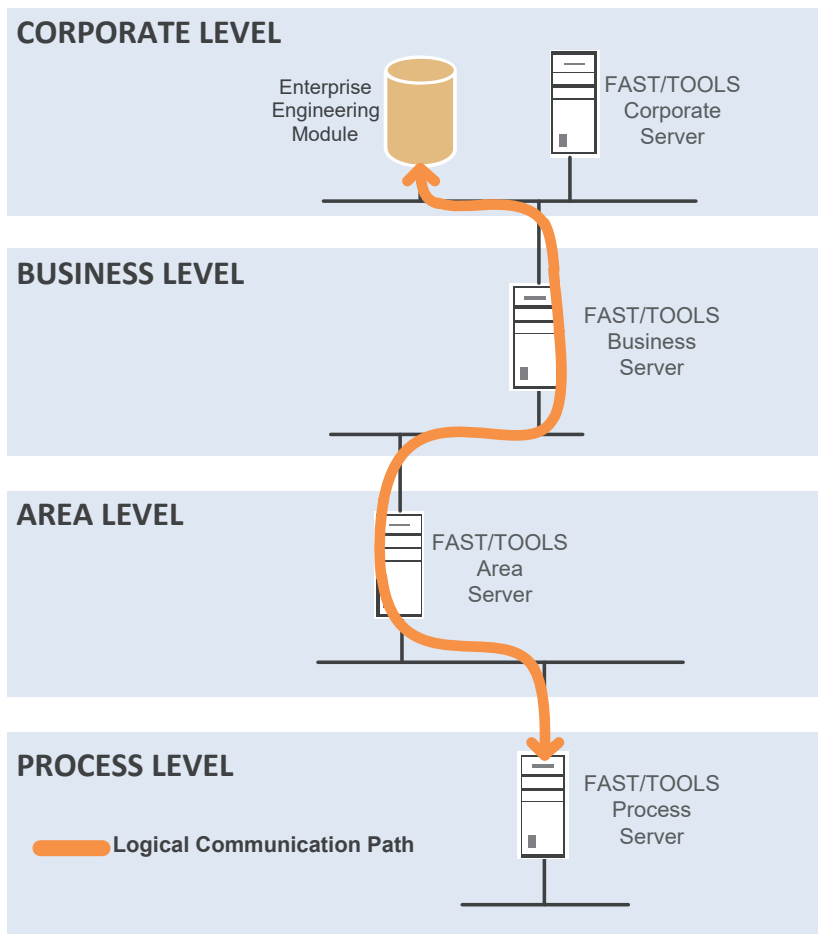 CORPORATE LEVEL
Enterprise
Engineering
Module
FAST/TOOLS
Corporate
Server
BUSINESS LEVEL
FAST/TOOLS
Business
Server
AREA LEVEL
FAST/TOOLS
Area
Server
PROCESS LEVEL
FAST/TOOLS
Process
Server
Logical Communication Path